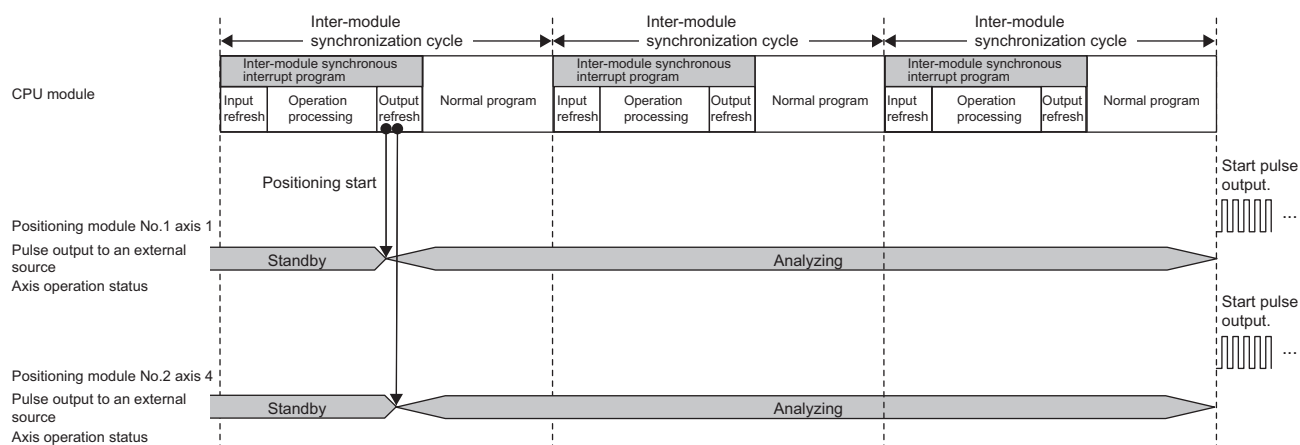 Inter-module
synchronization cycle
Inter-module
synchronization cycle
Inter-module
synchronization cycle
CPU module
Inter-module synchronous
interrupt program
Input
refresh
Operation
processing
Output
refresh
Normal program
Inter-module synchronous
interrupt program
Input
refresh
Operation
processing
Output
refresh
Normal program
Inter-module synchronous
interrupt program
Input
refresh
Operation
processing
Output
refresh
Normal program
Positioning start
Start pulse
output.
...
Positioning module No.1 axis 1
Pulse output to an external
source
Axis operation status
Standby
Analyzing
Start pulse
output.
...
Positioning module No.2 axis 4
Pulse output to an external
source
Axis operation status
Standby
Analyzing